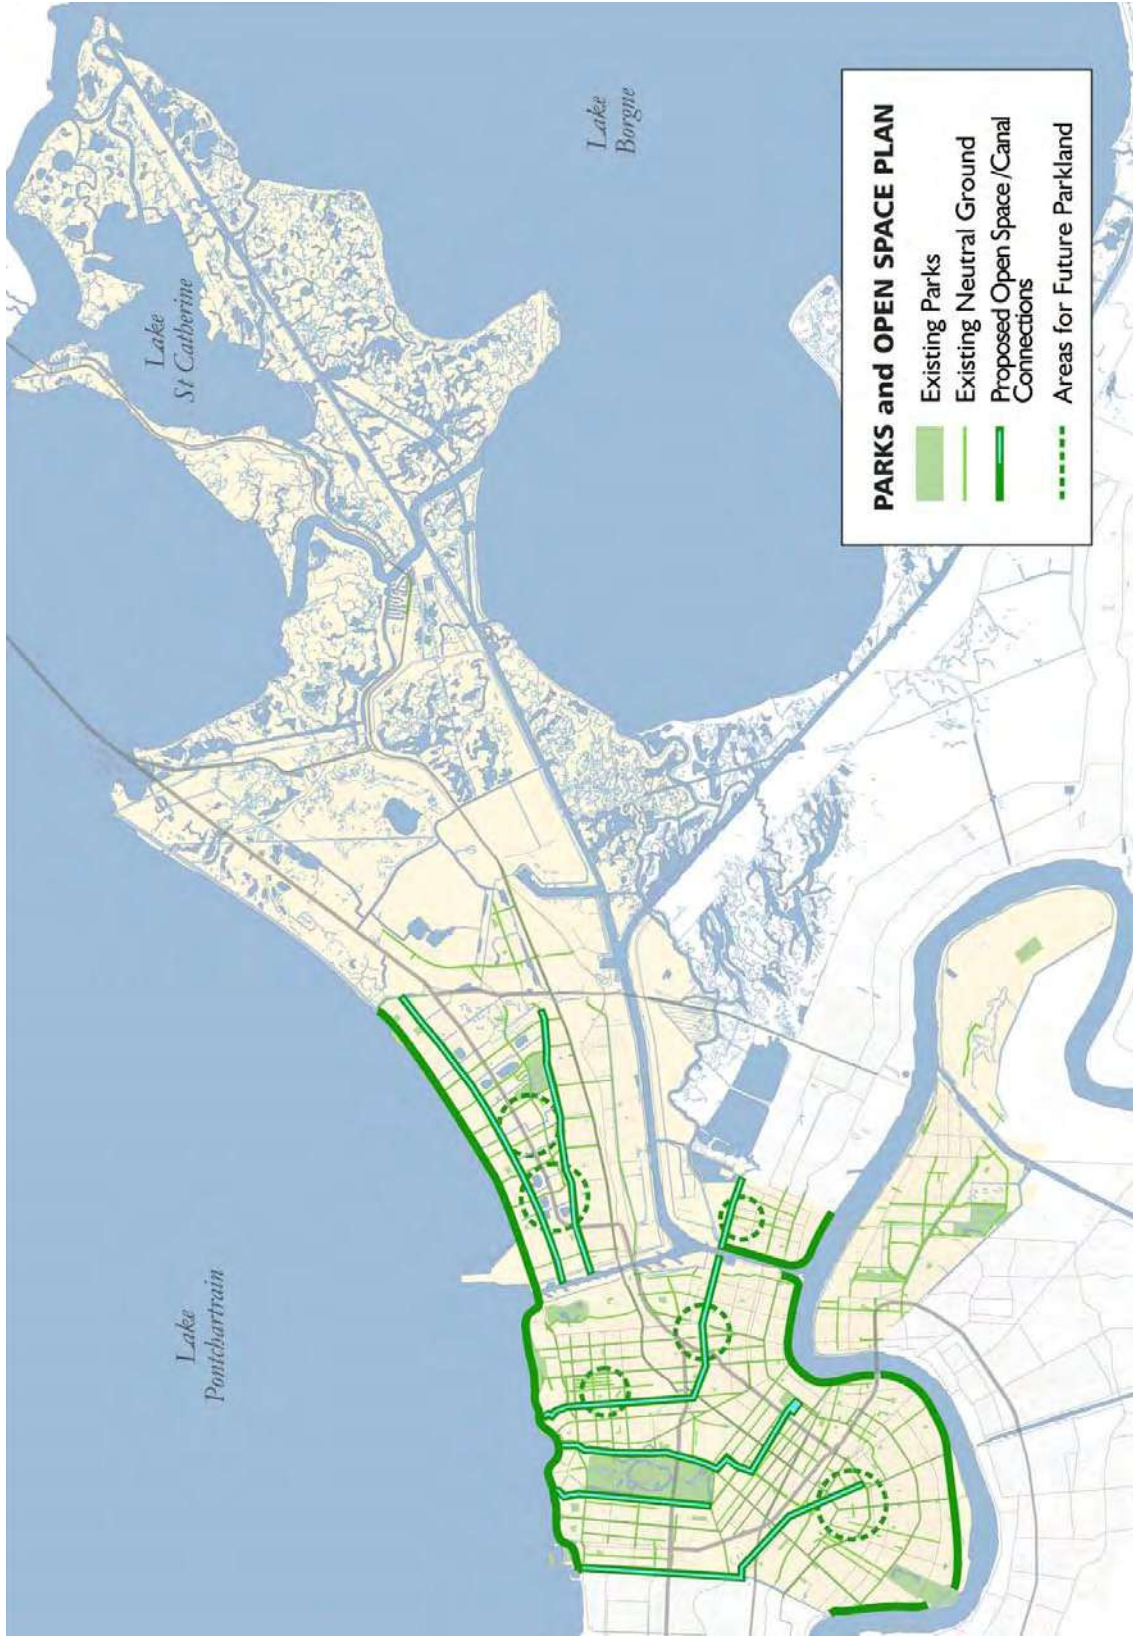 Lake
Borgne
Lake
St Catherine
Lake
Pontchartrain
PARKS and OPEN SPACE PLAN
Existing Parks
Existing Neutral Ground
Proposed Open Space/Canal
Connections
Areas for Future Parkland